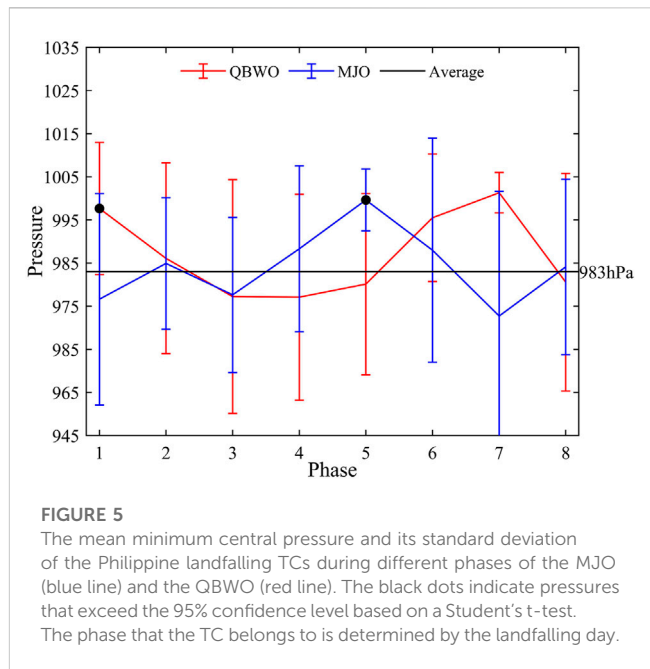 1035
1025
1015
1005
995
985
975
965
955
945
Pressure
QBWO MJO Average
983hPa
1 2 3 4 5 6 7 8
Phase
FIGURE 5
The mean minimum central pressure and its standard deviation
of the Philippine landfalling TCs during different phases of the MJO
(blue line) and the QBWO (red line). The black dots indicate pressures
that exceed the 95% confidence level based on a Student's t-test.
The phase that the TC belongs to is determined by the landfalling day.